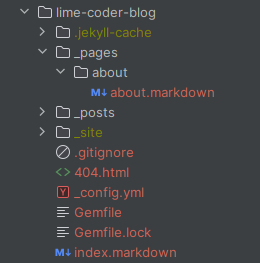 lime-coder-blog
.jekyll-cache
_pages
about
M↓ about.markdown
_posts
_site
.gitignore
<> 404.html
Y _config.yml
Gemfile
Gemfile.lock
M↓ index.markdown